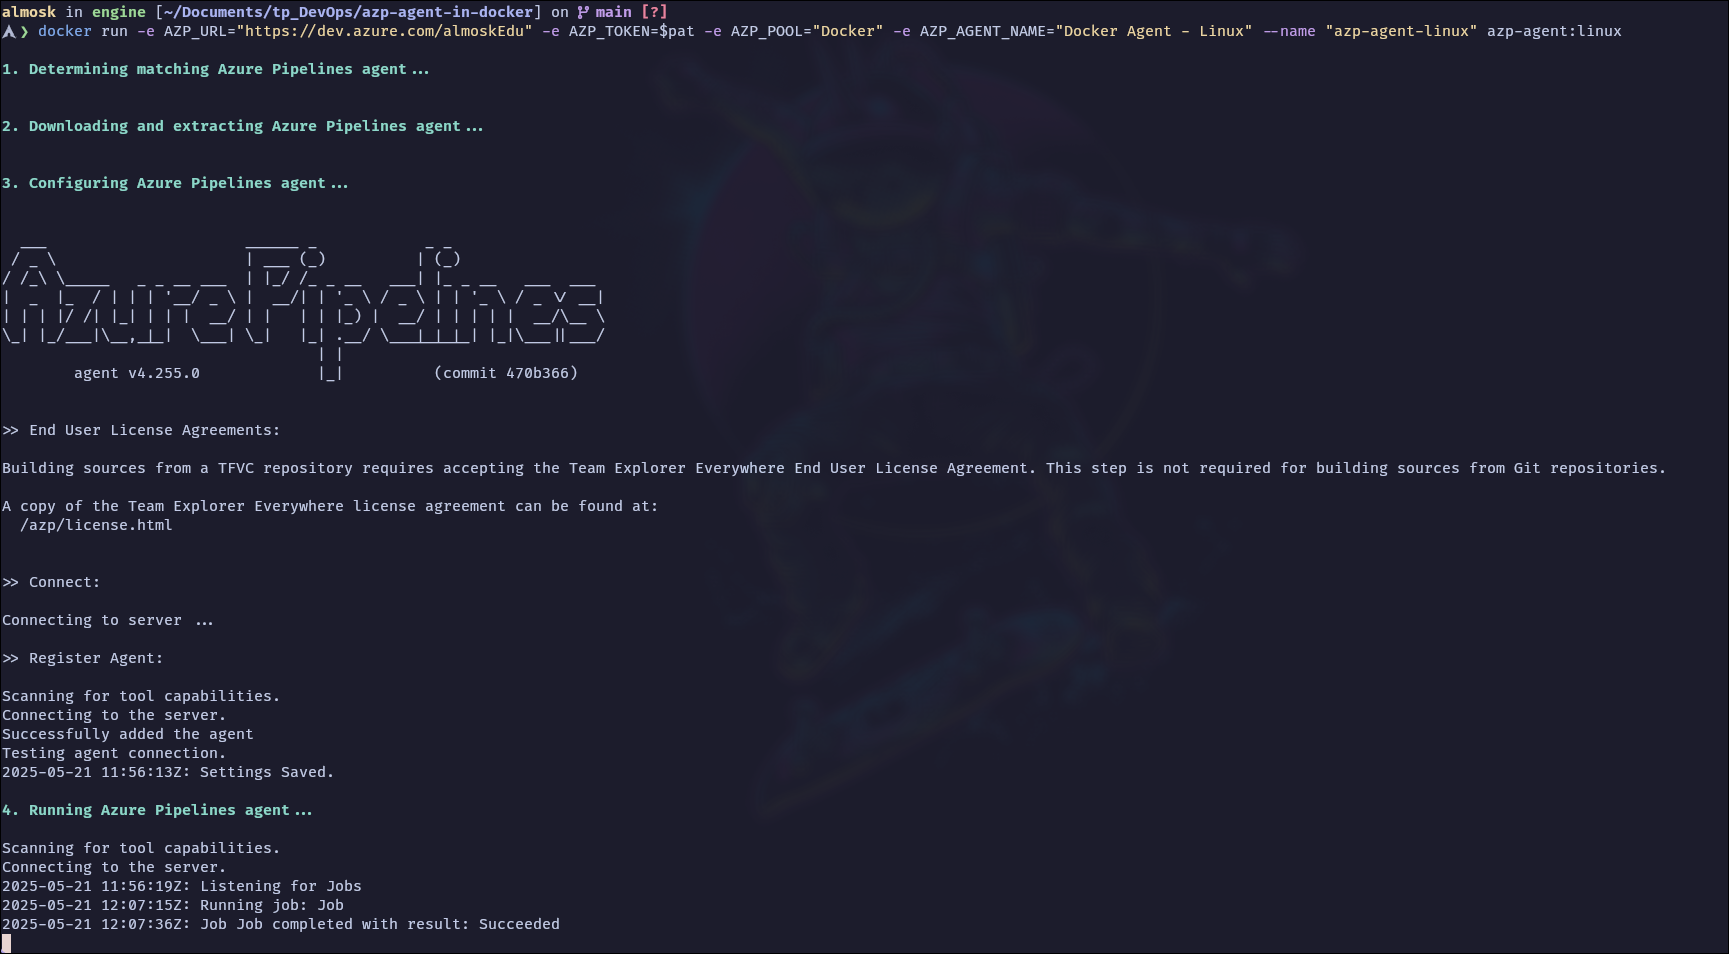 almosk in engine [~/Documents/tp_DevOps/azp-agent-in-docker] on main [?]
❯ docker run -e AZP_URL="https://dev.azure.com/almoskEdu" -e AZP_TOKEN=$pat -e AZP_POOL="Docker" -e AZP_AGENT_NAME="Docker Agent - Linux" --name "azp-agent-linux" azp-agent:linux
1. Determining matching Azure Pipelines agent...
2. Downloading and extracting Azure Pipelines agent...
3. Configuring Azure Pipelines agent...
AzurePipelines
agent v4.255.0 (commit 470b366)
>> End User License Agreements:
Building sources from a TFVC repository requires accepting the Team Explorer Everywhere End User License Agreement. This step is not required for building sources from Git repositories.
A copy of the Team Explorer Everywhere license agreement can be found at:
/azp/license.html
>> Connect:
Connecting to server ...
>> Register Agent:
Scanning for tool capabilities.
Connecting to the server.
Successfully added the agent
Testing agent connection.
2025-05-21 11:56:13Z: Settings Saved.
4. Running Azure Pipelines agent...
Scanning for tool capabilities.
Connecting to the server.
2025-05-21 11:56:19Z: Listening for Jobs
2025-05-21 12:07:15Z: Running job: Job
2025-05-21 12:07:36Z: Job Job completed with result: Succeeded